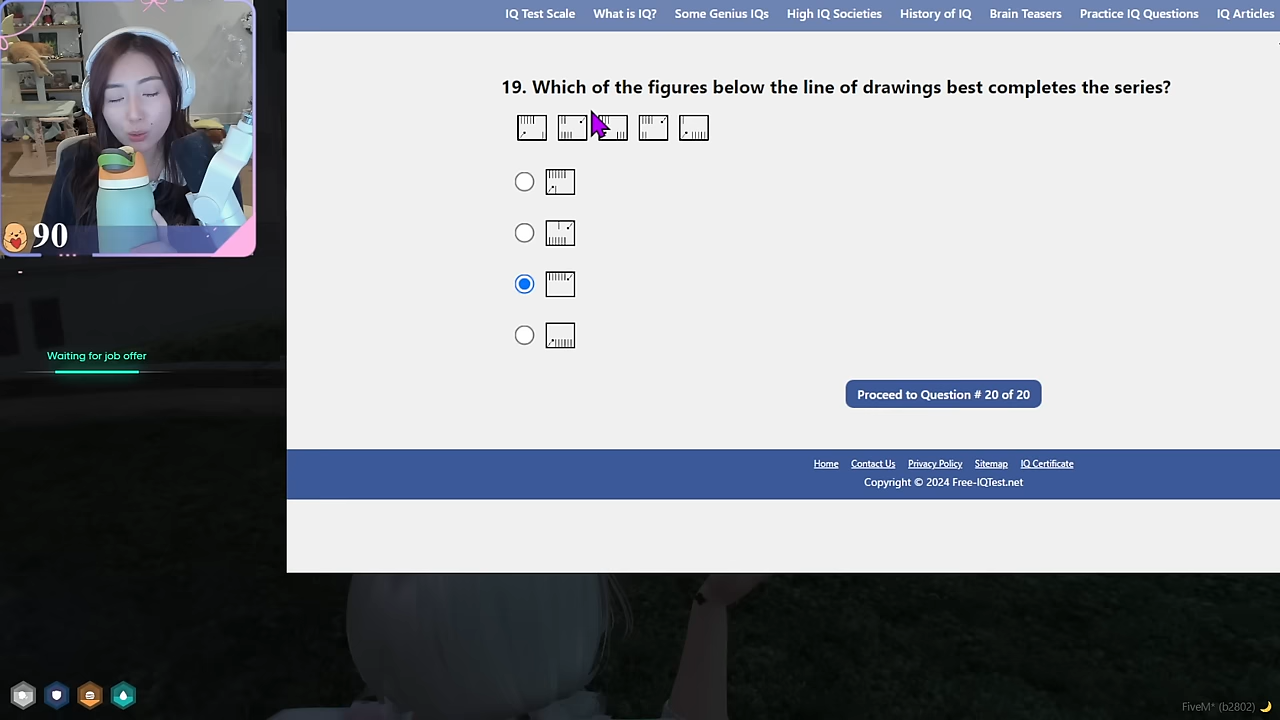 IQ Test Scale What is IQ? Some Genius IQs High IQ Societies History of IQ Brain Teasers Practice IQ Questions IQ Articles
19. Which of the figures below the line of drawings best completes the series?
90
Waiting for job offer
Proceed to Question # 20 of 20
Home Contact Us Privacy Policy Sitemap IQ Certificate
Copyright © 2024 Free-IQTest.net
FiveM* (b2802)